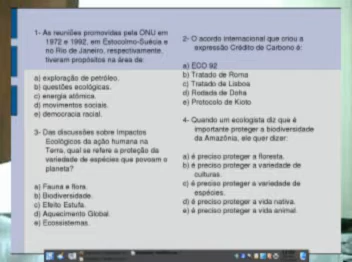 1- As reuniões promovidas pela ONU em
1972 e 1992, em Estocolmo-Suécia e
no Rio de Janeiro, respectivamente,
tiveram propósitos na área de:
a) exploração de petróleo.
b) questões ecológicas.
c) energia atômica.
d) movimentos sociais.
e) democracia racial.
3- Das discussões sobre Impactos
Ecológicos da ação humana na
Terra, qual se refere a proteção da
variedade de espécies que povoam o
planeta?
a) Fauna e flora.
b) Biodiversidade.
c) Efeito Estufa.
d) Aquecimento Global.
e) Ecossistemas.
2- O acordo internacional que criou a
expressão Crédito de Carbono é:
a) ECO 92
b) Tratado de Roma
c) Tratado de Lisboa
d) Rodada de Doha
e) Protocolo de Kioto
4- Quando um ecologista diz que é
importante proteger a biodiversidade
da Amazônia, ele quer dizer:
a) é preciso proteger a floresta.
b) é preciso proteger a variedade de
culturas.
c) é preciso proteger a variedade de
espécies.
d) é preciso proteger a vida nativa.
e) é preciso proteger a vida animal.